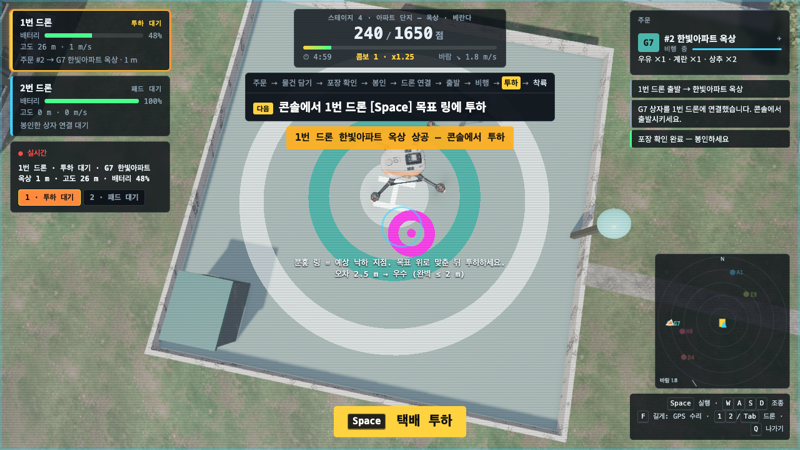 1번 드론 투하 대기
배터리 48%
고도 26 m · 1 m/s
주문 #2 → G7 한빛아파트 옥상 · 1 m
2번 드론 패드 대기
배터리 100%
고도 0 m · 0 m/s
봉인한 상자 연결 대기
실시간
1번 드론 · 투하 대기 · G7 한빛아파트
옥상 1 m · 고도 26 m · 배터리 48%
1 · 투하 대기 2 · 패드 대기
스테이지 4 · 아파트 단지 — 옥상 · 베란다
240 / 1650 점
4:59 콤보 1 · x1.25 바람 ↘ 1.8 m/s
주문 → 물건 담기 → 포장 확인 → 봉인 → 드론 연결 → 출발 → 비행 → 투하 → 착륙
다음 콘솔에서 1번 드론 [Space] 목표 링에 투하
1번 드론 한빛아파트 옥상 상공 — 콘솔에서 투하
분홍 링 = 예상 낙하 지점. 목표 위로 맞춘 뒤 투하하세요.
오차 2.5 m → 우수 (완벽 ≤ 2 m)
Space 택배 투하
주문
G7 #2 한빛아파트 옥상 +
비행 중
우유 ×1 · 계란 ×1 · 상추 ×2
1번 드론 출발 → 한빛아파트 옥상
G7 상자를 1번 드론에 연결했습니다. 콘솔에서
출발시키세요.
포장 확인 완료 — 봉인하세요
N
G7
바람 1.8
Space 실행 · W A S D 조종
F 길게: GPS 수리 · 1 2 / Tab 드론 ·
Q 나가기